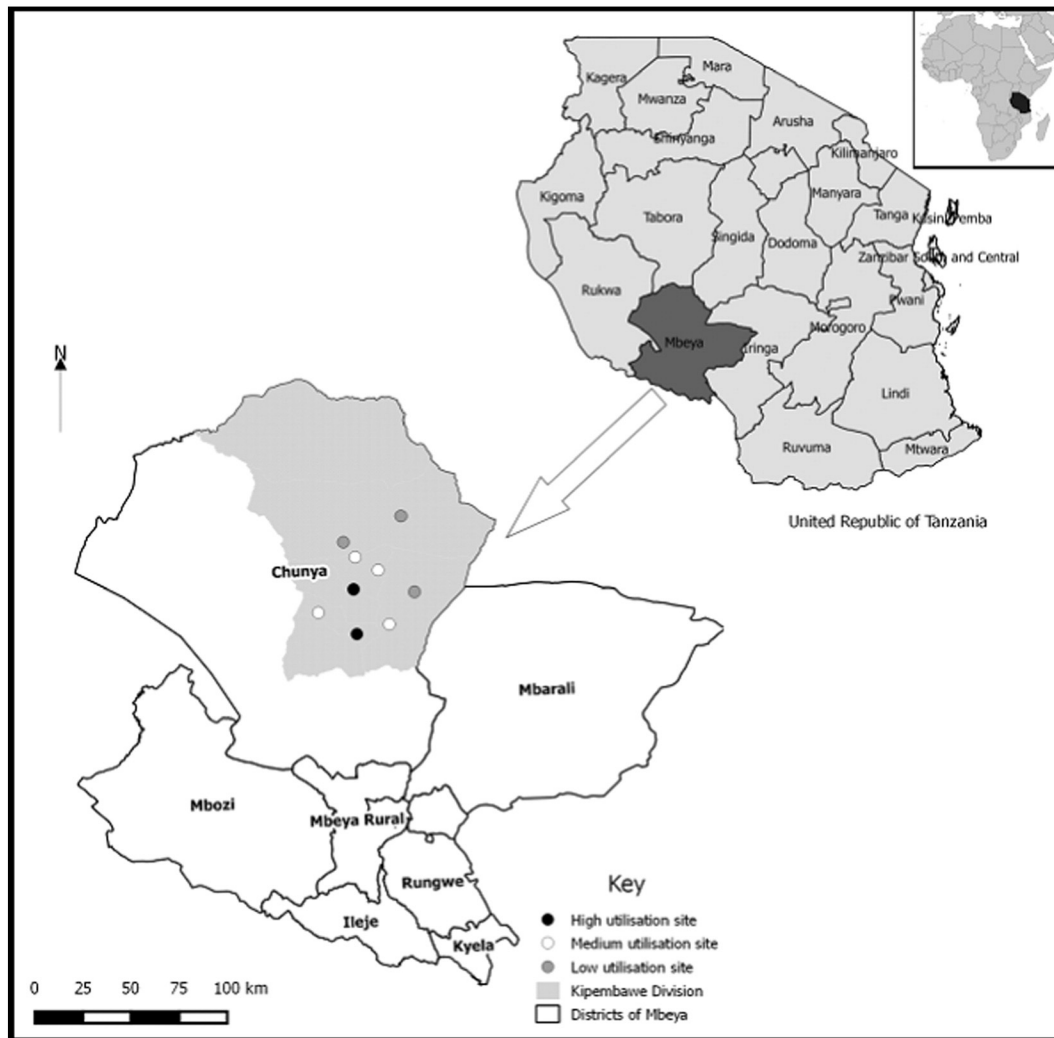 Kagera
Mara
Mwanza
Shinyanga
Arusha
Kilimanjaro
Kigoma
Tabora
Singida
Dodoma
Manyara
Tanga
Kusini Pemba
Zanzibar South and Central
Rukwa
Pwani
Mbeya
Iringa
Morogoro
Lindi
Ruvuma
Mtwara
United Republic of Tanzania
N
Chunya
Mbarali
Mbozi
Mbeya Rural
Rungwe
Ileje
Kyela
Key
High utilisation site
Medium utilisation site
Low utilisation site
Kipembawe Division
Districts of Mbeya
0 25 50 75 100 km